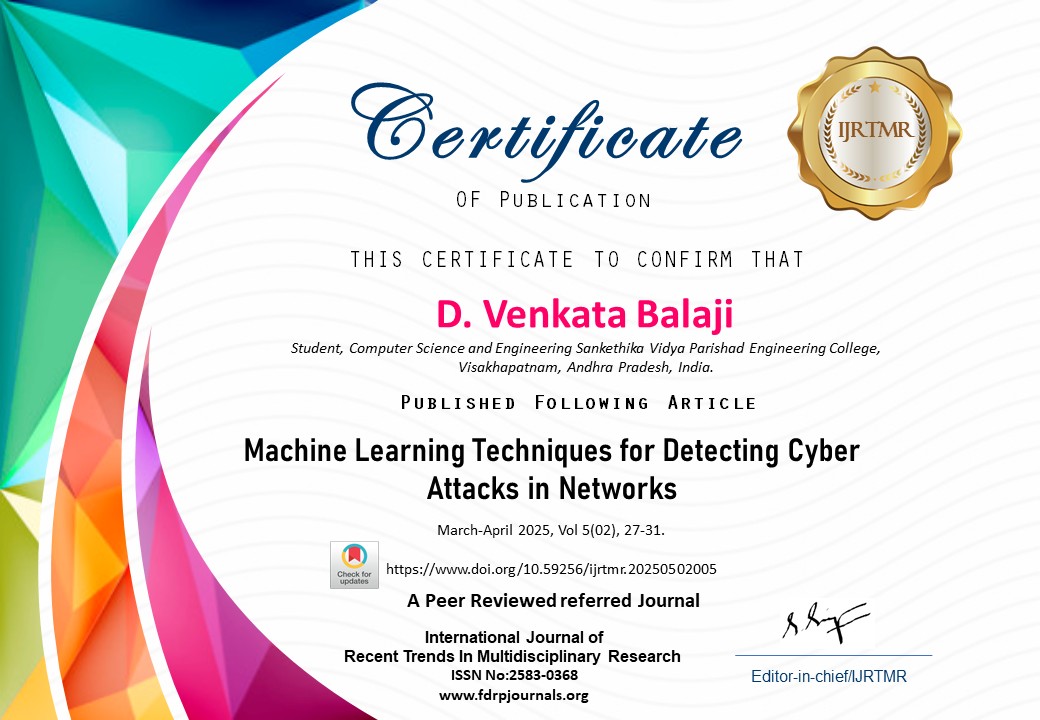 Certificate
IJRTMR
OF PUBLICATION
THIS CERTIFICATE TO CONFIRM THAT
D. Venkata Balaji
Student, Computer Science and Engineering Sankethika Vidya Parishad Engineering College,
Visakhapatnam, Andhra Pradesh, India.
PUBLISHED FOLLOWING ARTICLE
Machine Learning Techniques for Detecting Cyber
Attacks in Networks
March-April 2025, Vol 5(02), 27-31.
Check for
updates
https://www.doi.org/10.59256/ijrtmr.20250502005
A Peer Reviewed referred Journal
International Journal of
Recent Trends In Multidisciplinary Research
ISSN No:2583-0368
www.fdrpjournals.org
Editor-in-chief/IJRTMR